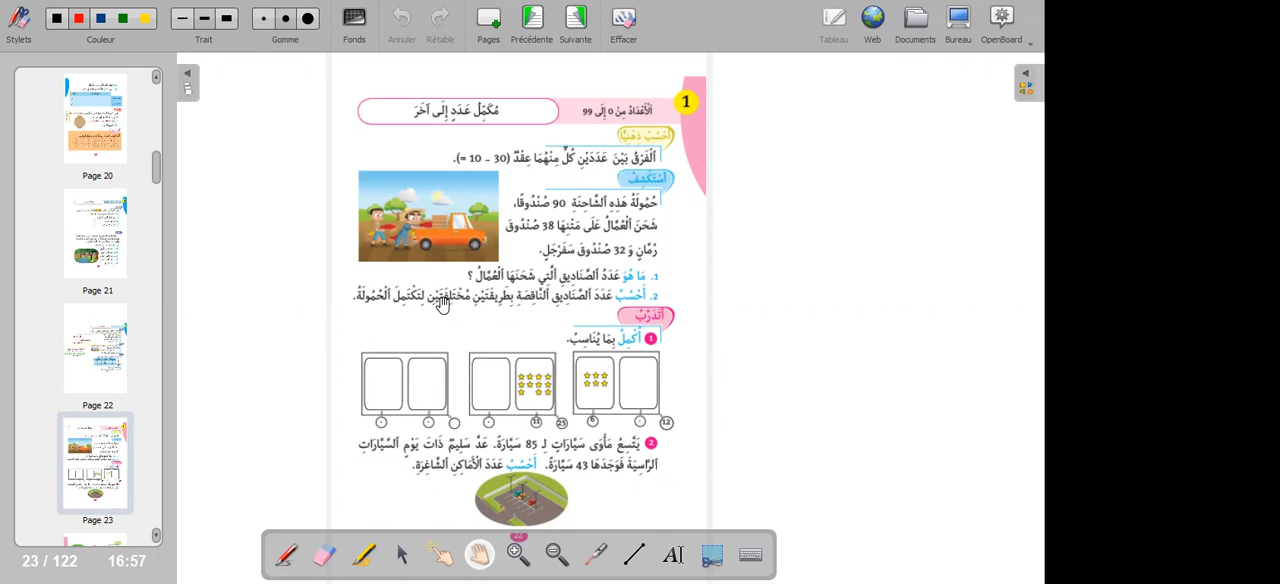 Stylets
Couleur
Trait
Gomme
Fonds
Annuler
Rétablir
Pages
Précédente
Suivante
Effacer
Tableau
Web
Documents
Bureau
OpenBoard
Page 20
Page 21
Page 22
Page 23
23 / 122
16:57
1
اَلْأَعْدَادُ مِنْ 0 إِلَى 99
مُكَمِّلُ عَدَدٍ إِلَى آخَرَ
أَحْسُبُ ذِهْنِيًّا
اَلْفَرْقُ بَيْنَ عَدَدَيْنِ كُلٌّ مِنْهُمَا عِقْدٌ (30 - 10 =).
أَسْتَكْشِفُ
حُمُولَةُ هَذِهِ الشَّاحِنَةِ 90 صُنْدُوقًا،
شَحَنَ الْعُمَّالُ عَلَى مَتْنِهَا 38 صُنْدُوقَ
رُمَّانٍ وَ 32 صُنْدُوقَ سَفَرْجَلٍ.
1. مَا هُوَ عَدَدُ الصَّنَادِيقِ الَّتِي شَحَنَهَا الْعُمَّالُ ؟
2. أَحْسُبُ عَدَدَ الصَّنَادِيقِ النَّاقِصَةِ بِطَرِيقَتَيْنِ مُخْتَلِفَتَيْنِ لِتَكْتَمِلَ الْحُمُولَةُ.
أَتَدَرَّبُ
1 أُكْمِلُ بِمَا يُنَاسِبُ.
12
6
23
11
2 يَتَّسِعُ مَأْوَى سَيَّارَاتٍ لِـ 85 سَيَّارَةً. عَدَّ سَلِيمٌ ذَاتَ يَوْمٍ السَّيَّارَاتِ
الرَّاسِيَةَ فَوَجَدَهَا 43 سَيَّارَةً. أَحْسُبُ عَدَدَ الْأَمَاكِنِ الشَّاغِرَةِ.